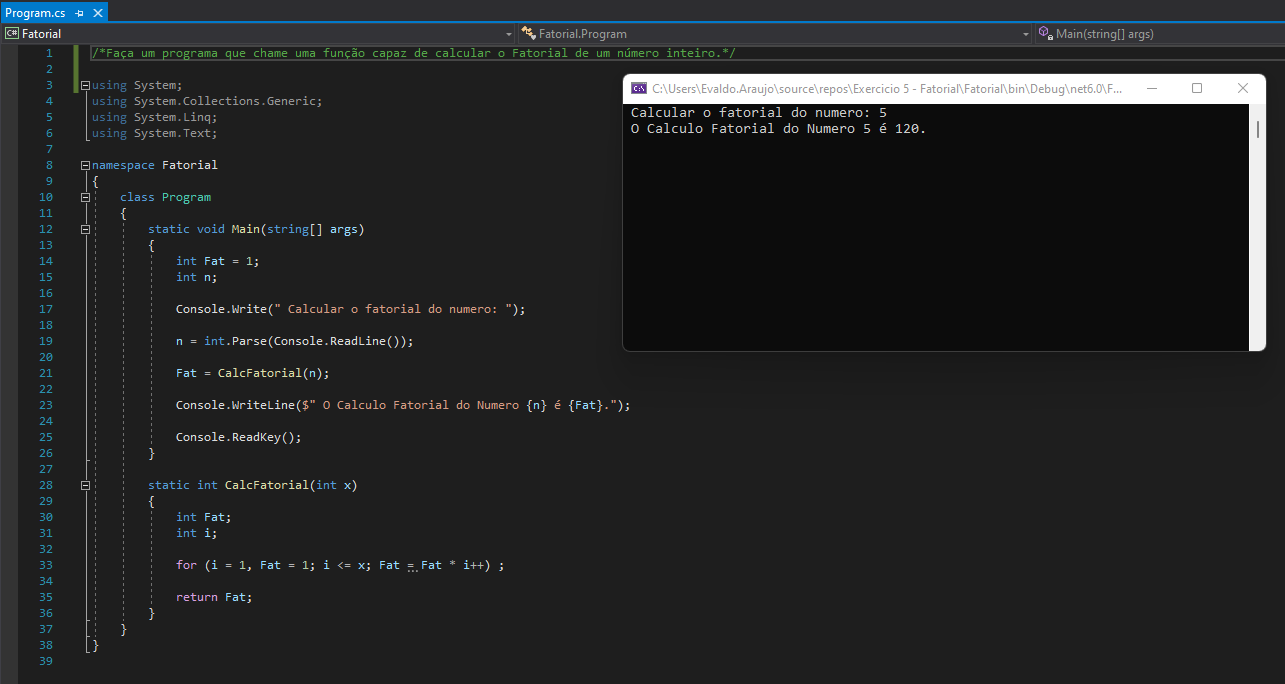 Program.cs
C# Fatorial
Fatorial.Program
Main(string[] args)
1 /*Faça um programa que chame uma função capaz de calcular o Fatorial de um número inteiro.*/
2
3 using System;
4 using System.Collections.Generic;
5 using System.Linq;
6 using System.Text;
7
8 namespace Fatorial
9 {
10 class Program
11 {
12 static void Main(string[] args)
13 {
14 int Fat = 1;
15 int n;
16
17 Console.Write(" Calcular o fatorial do numero: ");
18
19 n = int.Parse(Console.ReadLine());
20
21 Fat = CalcFatorial(n);
22
23 Console.WriteLine($" O Calculo Fatorial do Numero {n} é {Fat}.");
24
25 Console.ReadKey();
26 }
27
28 static int CalcFatorial(int x)
29 {
30 int Fat;
31 int i;
32
33 for (i = 1, Fat = 1; i <= x; Fat = Fat * i++) ;
34
35 return Fat;
36 }
37 }
38 }
39
C:\Users\Evaldo.Araujo\source\repos\Exercicio 5 - Fatorial\Fatorial\bin\Debug\net6.0\F...
Calcular o fatorial do numero: 5
O Calculo Fatorial do Numero 5 é 120.